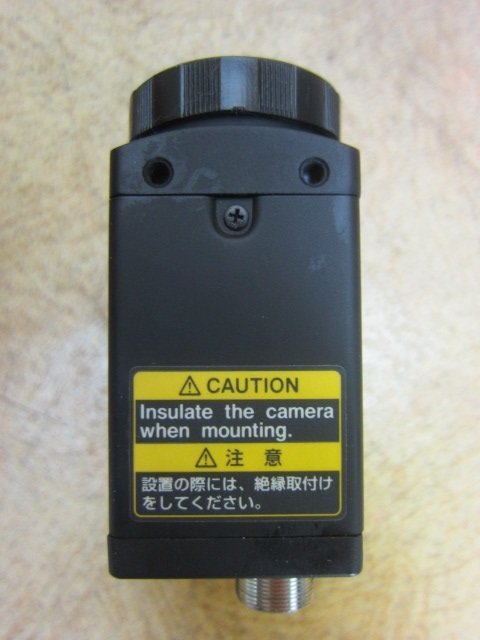 ⚠ CAUTION
Insulate the camera
when mounting.
⚠ 注 意
設置の際には、絶縁取付け
をしてください。